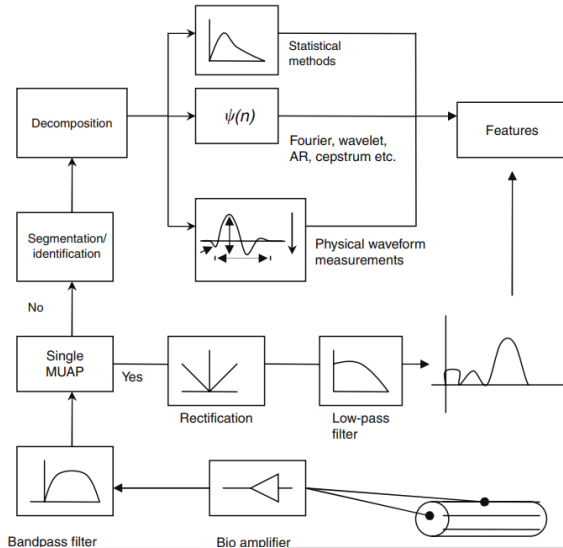 Statistical
methods
Decomposition
ψ(n)
Features
Fourier, wavelet,
AR, cepstrum etc.
Segmentation/
identification
Physical waveform
measurements
No
Single
MUAP
Yes
Rectification
Low-pass
filter
Bandpass filter
Bio amplifier